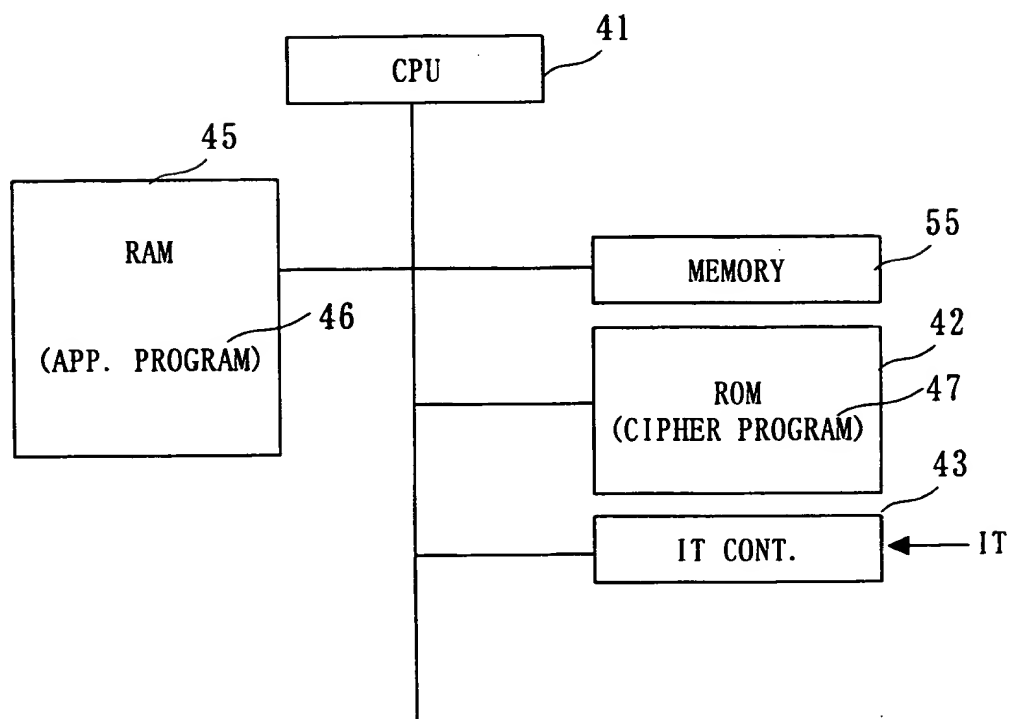 41
CPU
45
RAM
46
(APP. PROGRAM)
55
MEMORY
42
ROM
47
(CIPHER PROGRAM)
43
IT CONT.
IT